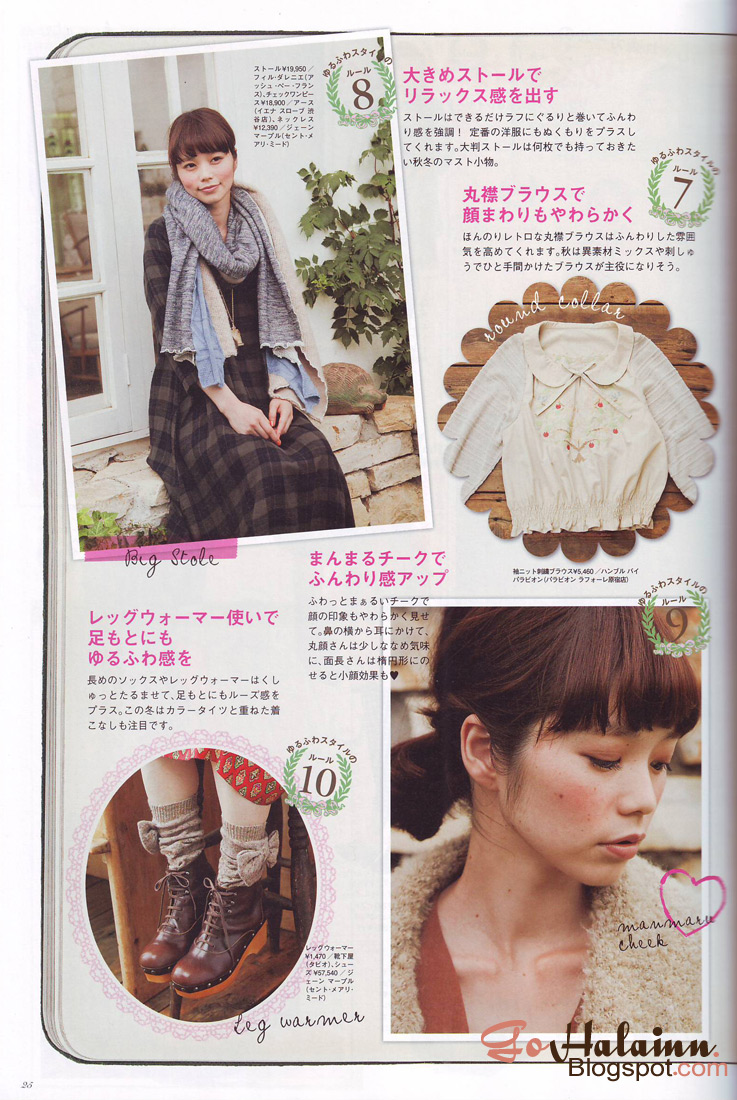 ストール¥19,950／
フィル・ダレニエ(ア
ッシュ・ペー・フラン
ス)、チェックワンピー
ス¥18,900／アース
(イエナ スローブ 渋
谷店)、ネックレス
¥12,390／ジェーン
マープル(セント・メ
アリ・ミード)
ゆるふわスタイルの
ルール
8
大きめストールで
リラックス感を出す
ストールはできるだけラフにぐるりと巻いてふんわ
り感を強調！ 定番の洋服にもぬくもりをプラスし
てくれます。大判ストールは何枚でも持っておきた
い秋冬のマスト小物。
Big Stole
ゆるふわスタイルの
ルール
7
丸襟ブラウスで
顔まわりもやわらかく
ほんのりレトロな丸襟ブラウスはふんわりした雰囲
気を高めてくれます。秋は異素材ミックスや刺しゅ
うでひと手間かけたブラウスが主役になりそう。
round collar
袖ニット刺繍ブラウス¥5,460／ハンブル バイ
パラビオン(パラビオン ラフォーレ原宿店)
まんまるチークで
ふんわり感アップ
ふわっとまぁるいチークで
顔の印象もやわらかく見せ
て。鼻の横から耳にかけて、
丸顔さんは少しななめ気味
に、面長さんは楕円形にの
せると小顔効果も♥
ゆるふわスタイルの
ルール
9
manmaru
cheek
レッグウォーマー使いで
足もとにも
ゆるふわ感を
長めのソックスやレッグウォーマーはくし
ゅっとたるませて、足もとにもルーズ感を
プラス。この冬はカラータイツと重ねた着
こなしも注目です。
ゆるふわスタイルの
ルール
10
レッグウォーマー
¥1,470／靴下屋
(タビオ)、シュー
ズ¥57,540／ジ
ェーン マープル
(セント・メアリ・
ミード)
Leg warmer
25
Go Halainn.
Blogspot.com